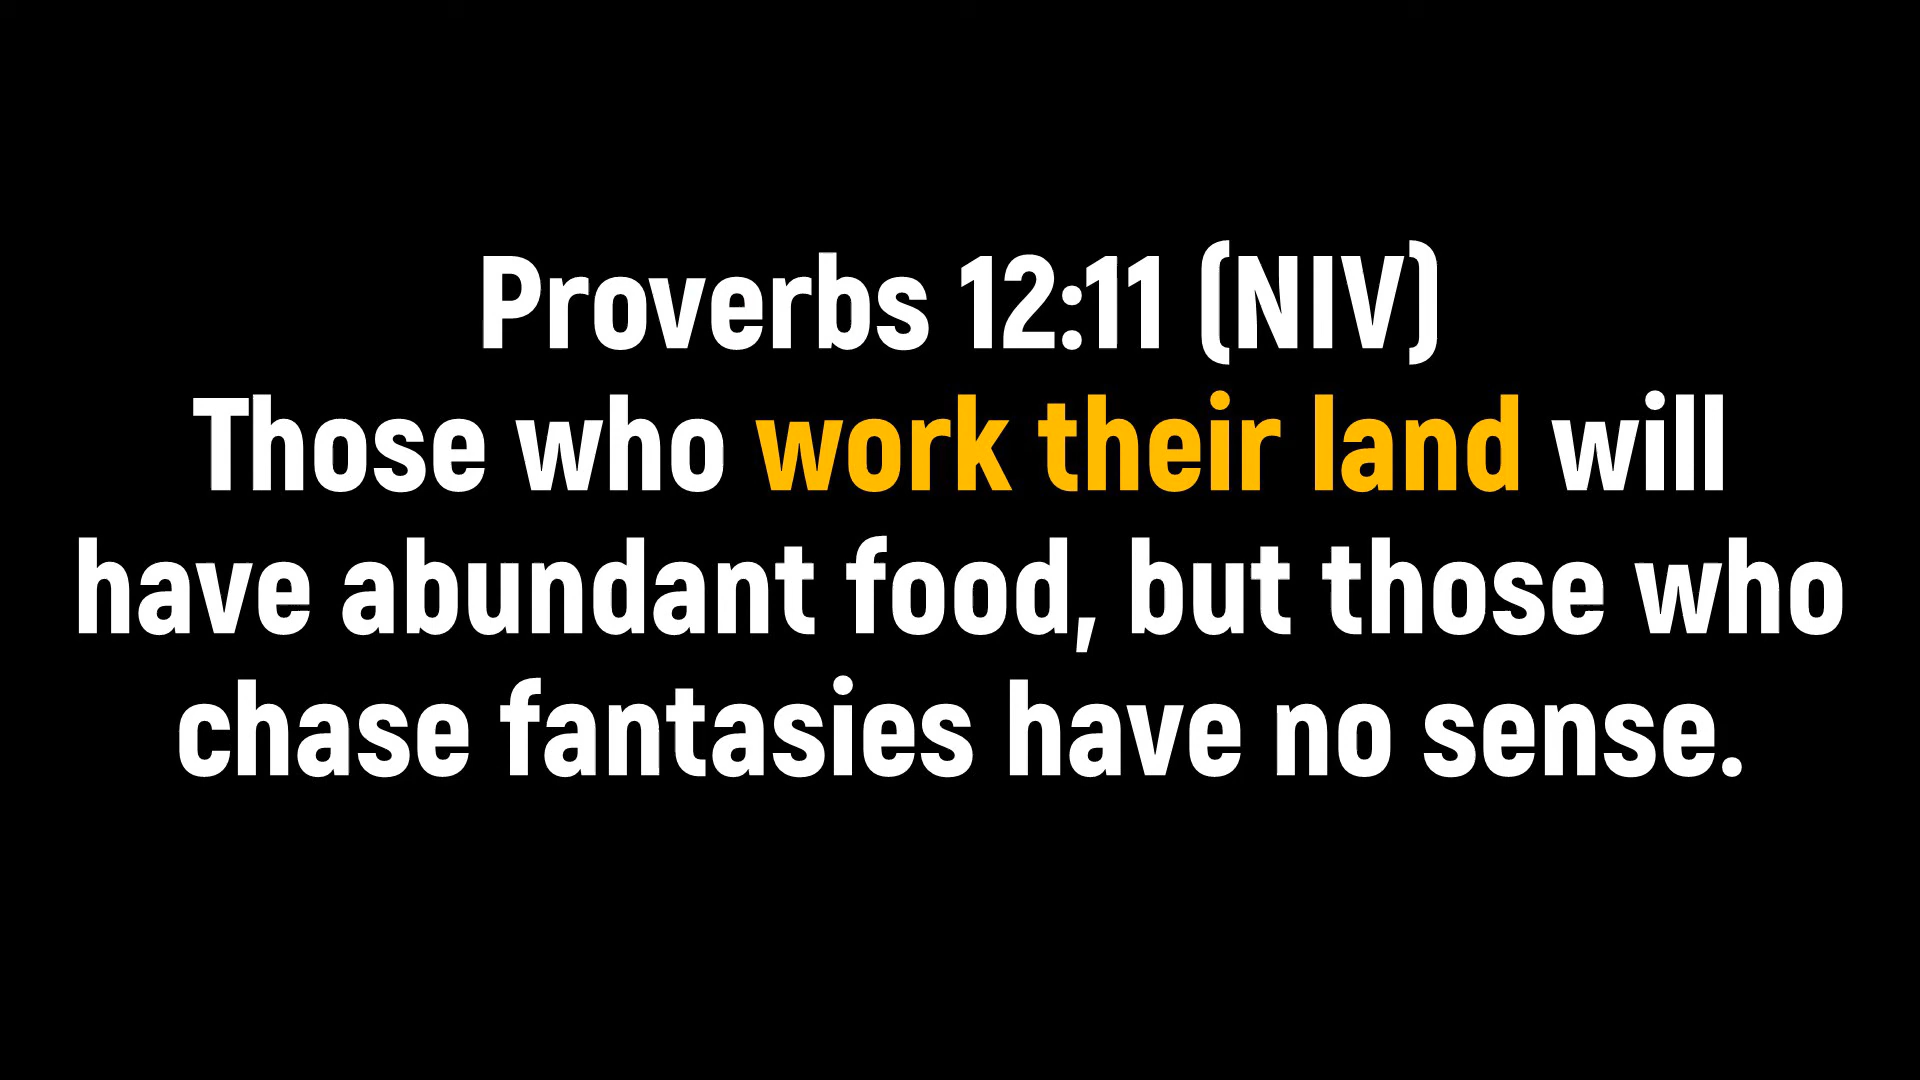 Proverbs 12:11 (NIV)
Those who work their land will
have abundant food, but those who
chase fantasies have no sense.